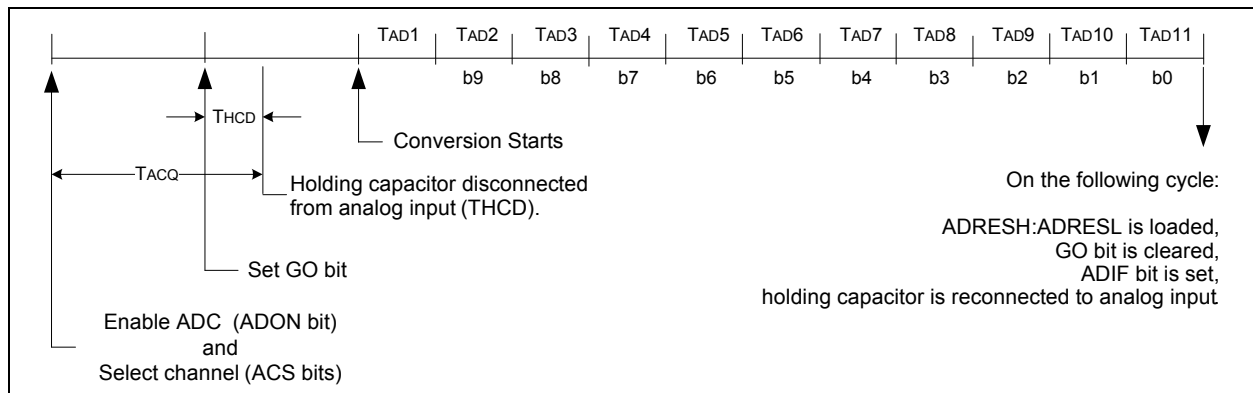 TAD1 TAD2 TAD3 TAD4 TAD5 TAD6 TAD7 TAD8 TAD9 TAD10 TAD11
b9 b8 b7 b6 b5 b4 b3 b2 b1 b0
THCD
Conversion Starts
TACQ
Holding capacitor disconnected
from analog input (THCD).
On the following cycle:
ADRESH:ADRESL is loaded,
GO bit is cleared,
ADIF bit is set,
holding capacitor is reconnected to analog input.
Set GO bit
Enable ADC (ADON bit)
and
Select channel (ACS bits)